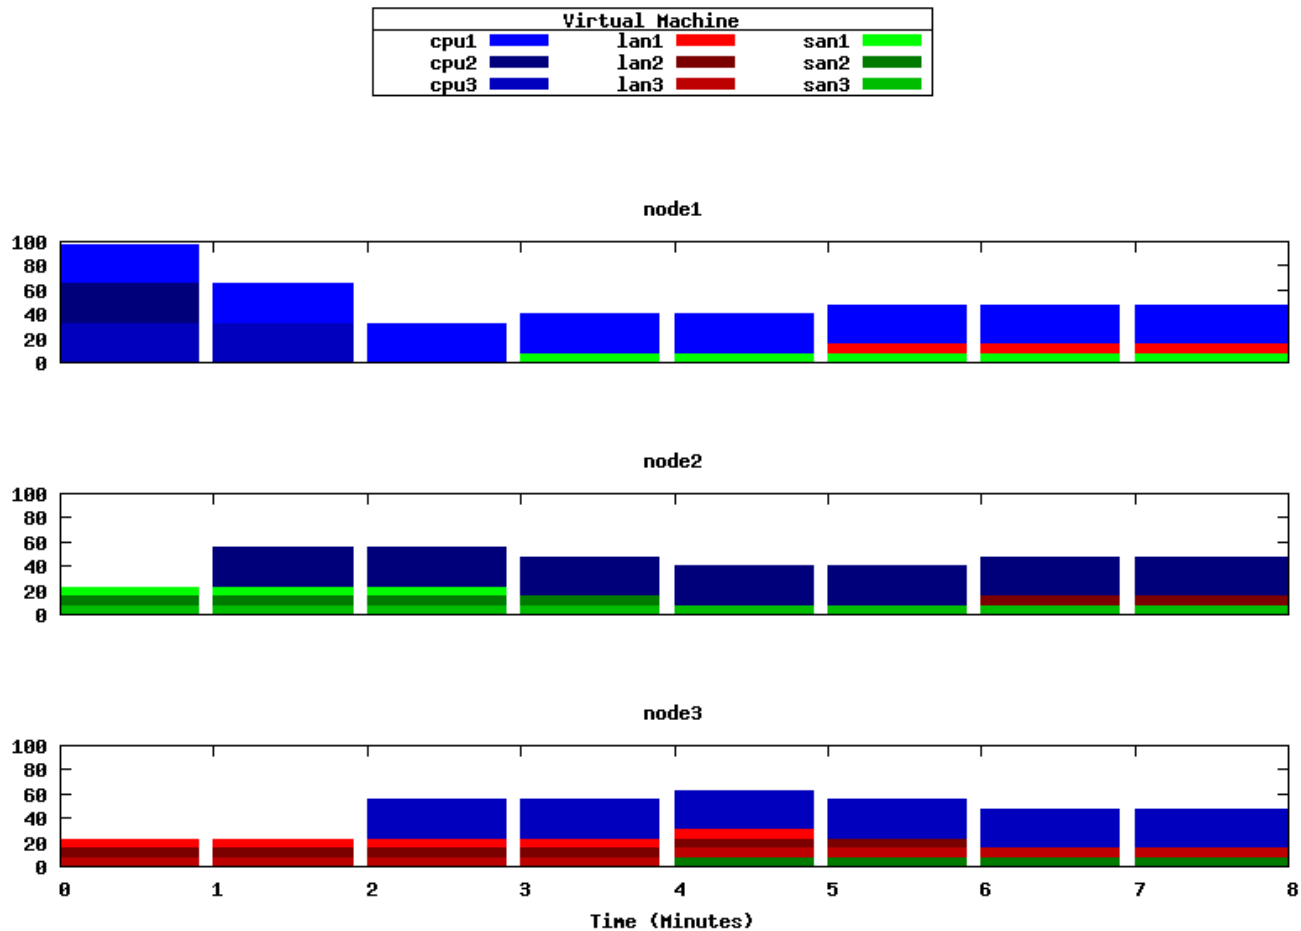 Virtual Machine
cpu1 lan1 san1
cpu2 lan2 san2
cpu3 lan3 san3
node1
100
80
60
40
20
0
node2
100
80
60
40
20
0
node3
100
80
60
40
20
0
0 1 2 3 4 5 6 7 8
Time (Minutes)